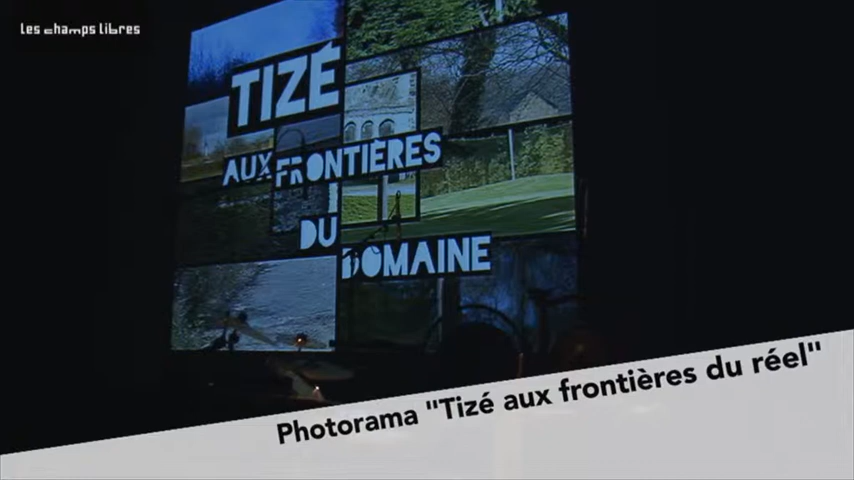 les champs libres
TIZÉ
AUX FRONTIÈRES
DU
DOMAINE
Photorama "Tizé aux frontières du réel"